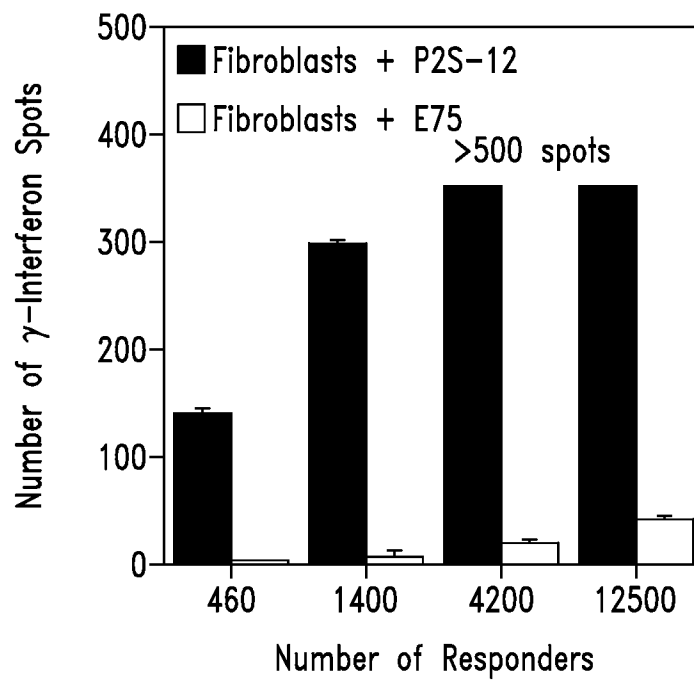 500
Fibroblasts + P2S-12
Fibroblasts + E75
400
>500 spots
300
200
100
0
Number of γ-Interferon Spots
460 1400 4200 12500
Number of Responders